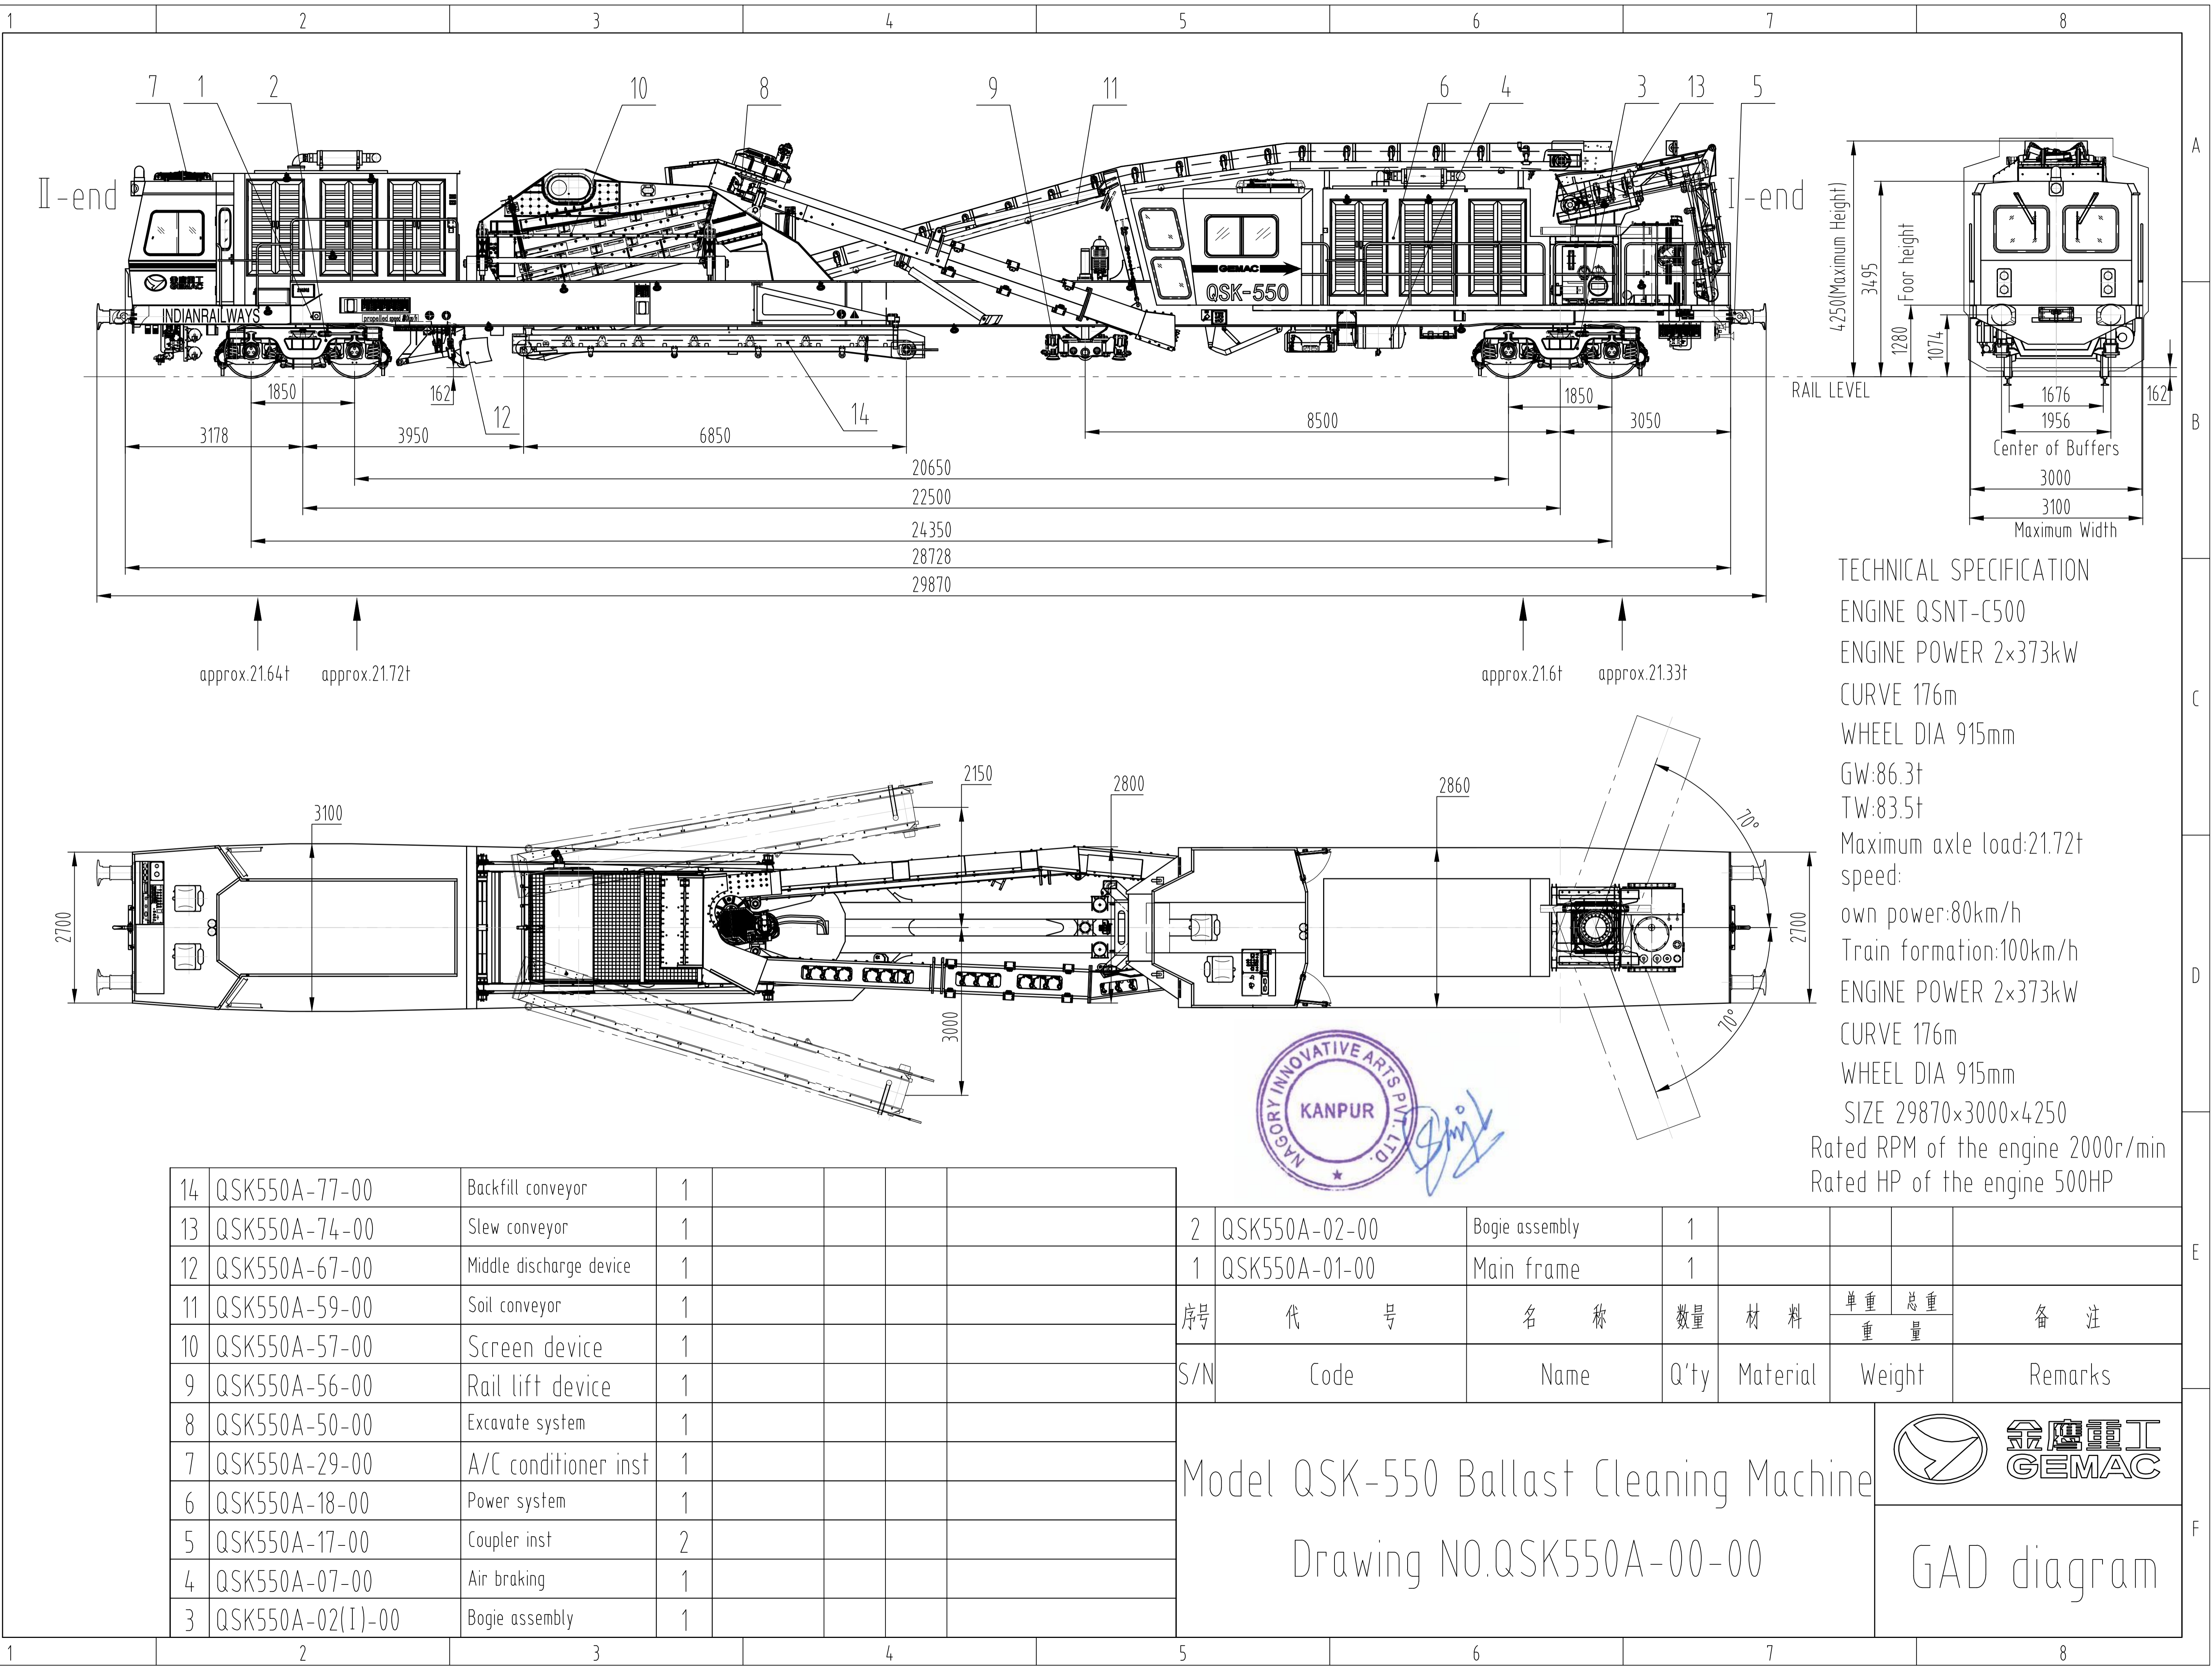 1 2 3 4 5 6 7 8
A
B
C
D
E
F
7 1 2 10 8 9 11 6 4 3 13 5
II-end
I-end
金鹰重工
INDIANRAILWAYS
GEMAC
QSK-550
12
14
RAIL LEVEL
1850
162
1850
3178
3950
6850
8500
3050
20650
22500
24350
28728
29870
approx.21.64t
approx.21.72t
approx.21.6t
approx.21.33t
4250(Maximum Height)
3495
1280 Foor height
1074
162
1676
1956
Center of Buffers
3000
3100
Maximum Width
TECHNICAL SPECIFICATION
ENGINE QSNT-C500
ENGINE POWER 2×373kW
CURVE 176m
WHEEL DIA 915mm
GW:86.3t
TW:83.5t
Maximum axle load:21.72t
speed:
own power:80km/h
Train formation:100km/h
ENGINE POWER 2×373kW
CURVE 176m
WHEEL DIA 915mm
SIZE 29870×3000×4250
Rated RPM of the engine 2000r/min
Rated HP of the engine 500HP
2700
3100
2150
2800
2860
3000
70°
70°
2700
NAGORY INNOVATIVE ARTS PVT. LTD.
KANPUR
14 QSK550A-77-00 Backfill conveyor 1
13 QSK550A-74-00 Slew conveyor 1
12 QSK550A-67-00 Middle discharge device 1
11 QSK550A-59-00 Soil conveyor 1
10 QSK550A-57-00 Screen device 1
9 QSK550A-56-00 Rail lift device 1
8 QSK550A-50-00 Excavate system 1
7 QSK550A-29-00 A/C conditioner inst 1
6 QSK550A-18-00 Power system 1
5 QSK550A-17-00 Coupler inst 2
4 QSK550A-07-00 Air braking 1
3 QSK550A-02(I)-00 Bogie assembly 1
2 QSK550A-02-00 Bogie assembly 1
1 QSK550A-01-00 Main frame 1
序号 代 号 名 称 数量 材 料 单重 总重 备 注
重 量
S/N Code Name Q'ty Material Weight Remarks
Model QSK-550 Ballast Cleaning Machine
Drawing NO.QSK550A-00-00
金鹰重工
GEMAC
GAD diagram
1 2 3 4 5 6 7 8